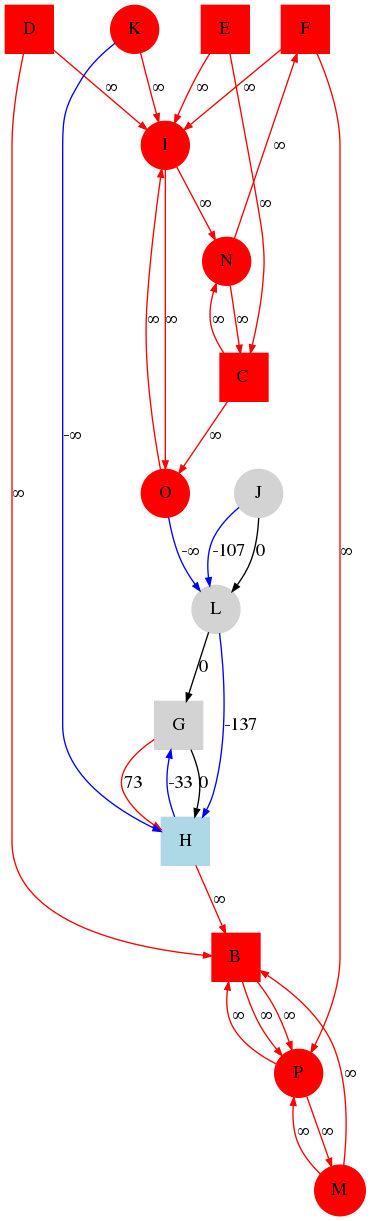 D K E F
∞ ∞ ∞ ∞
I
∞
∞ ∞
N
∞ ∞ ∞ ∞
C
-∞ ∞
∞ O J
-∞ -107 0
L
0
G -137
73 -33 0
H
∞
B
∞ ∞ ∞
P
∞
∞ ∞ ∞
M